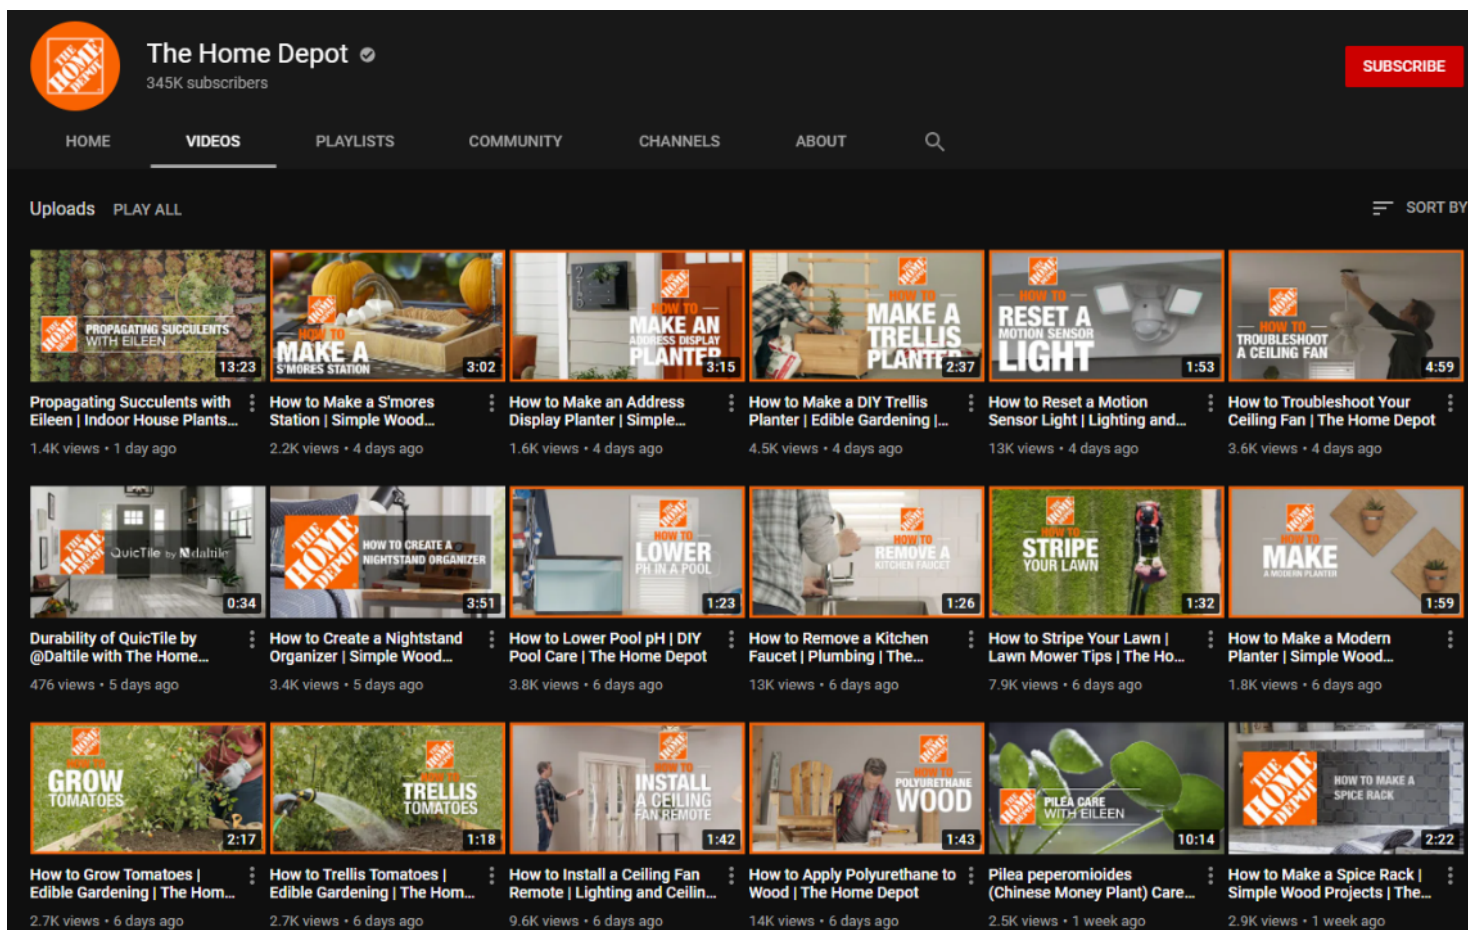 The Home Depot
345K subscribers
SUBSCRIBE
HOME VIDEOS PLAYLISTS COMMUNITY CHANNELS ABOUT
Uploads PLAY ALL
SORT BY
THE HOME DEPOT
PROPAGATING SUCCULENTS
WITH EILEEN
13:23
HOW TO
MAKE A
S'MORES STATION
3:02
HOW TO
MAKE AN
ADDRESS DISPLAY
PLANTER
3:15
HOW TO
MAKE A
TRELLIS
PLANTER
2:37
HOW TO
RESET A
MOTION SENSOR
LIGHT
1:53
HOW TO
TROUBLESHOOT
A CEILING FAN
4:59
Propagating Succulents with
Eileen | Indoor House Plants...
1.4K views • 1 day ago
How to Make a S'mores
Station | Simple Wood...
2.2K views • 4 days ago
How to Make an Address
Display Planter | Simple...
1.6K views • 4 days ago
How to Make a DIY Trellis
Planter | Edible Gardening |...
4.5K views • 4 days ago
How to Reset a Motion
Sensor Light | Lighting and...
13K views • 4 days ago
How to Troubleshoot Your
Ceiling Fan | The Home Depot
3.6K views • 4 days ago
THE HOME DEPOT
QuicTile by daltile
0:34
THE HOME DEPOT
HOW TO CREATE A
NIGHTSTAND ORGANIZER
3:51
HOW TO
LOWER
PH IN A POOL
1:23
HOW TO
REMOVE A
KITCHEN FAUCET
1:26
HOW TO
STRIPE
YOUR LAWN
1:32
HOW TO
MAKE
A MODERN PLANTER
1:59
Durability of QuicTile by
@Daltile with The Home...
476 views • 5 days ago
How to Create a Nightstand
Organizer | Simple Wood...
3.4K views • 5 days ago
How to Lower Pool pH | DIY
Pool Care | The Home Depot
3.8K views • 6 days ago
How to Remove a Kitchen
Faucet | Plumbing | The...
13K views • 6 days ago
How to Stripe Your Lawn |
Lawn Mower Tips | The Ho...
7.9K views • 6 days ago
How to Make a Modern
Planter | Simple Wood...
1.8K views • 6 days ago
HOW TO
GROW
TOMATOES
2:17
HOW TO
TRELLIS
TOMATOES
1:18
HOW TO
INSTALL
A CEILING
FAN REMOTE
1:42
HOW TO
POLYURETHANE
WOOD
1:43
THE HOME DEPOT
PILEA CARE
WITH EILEEN
10:14
THE HOME DEPOT
HOW TO MAKE A
SPICE RACK
2:22
How to Grow Tomatoes |
Edible Gardening | The Hom...
2.7K views • 6 days ago
How to Trellis Tomatoes |
Edible Gardening | The Hom...
2.7K views • 6 days ago
How to Install a Ceiling Fan
Remote | Lighting and Ceilin...
9.6K views • 6 days ago
How to Apply Polyurethane to
Wood | The Home Depot
14K views • 6 days ago
Pilea peperomioides
(Chinese Money Plant) Care...
2.5K views • 1 week ago
How to Make a Spice Rack |
Simple Wood Projects | The...
2.9K views • 1 week ago